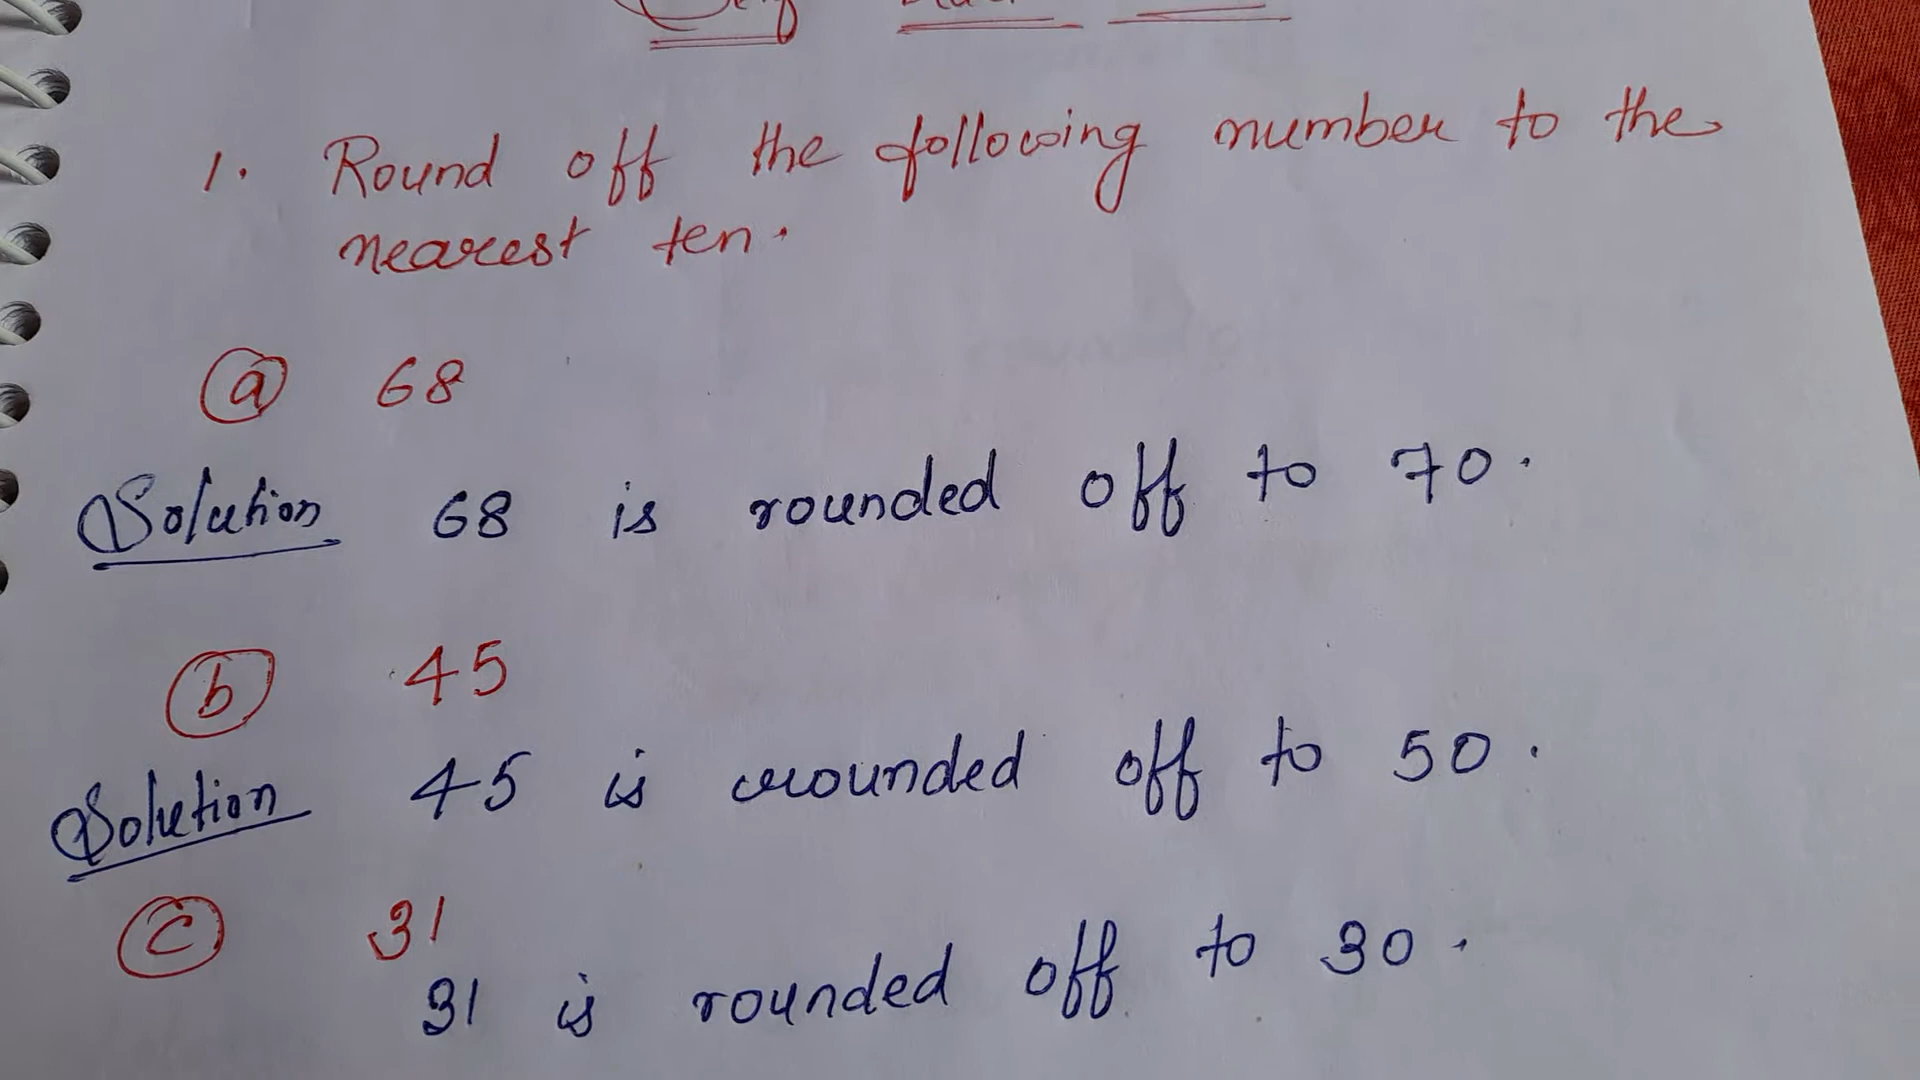 1. Round off the following number to the
nearest ten.
a 68
Solution 68 is rounded off to 70.
b 45
Solution 45 is rounded off to 50.
c 31
31 is rounded off to 30.